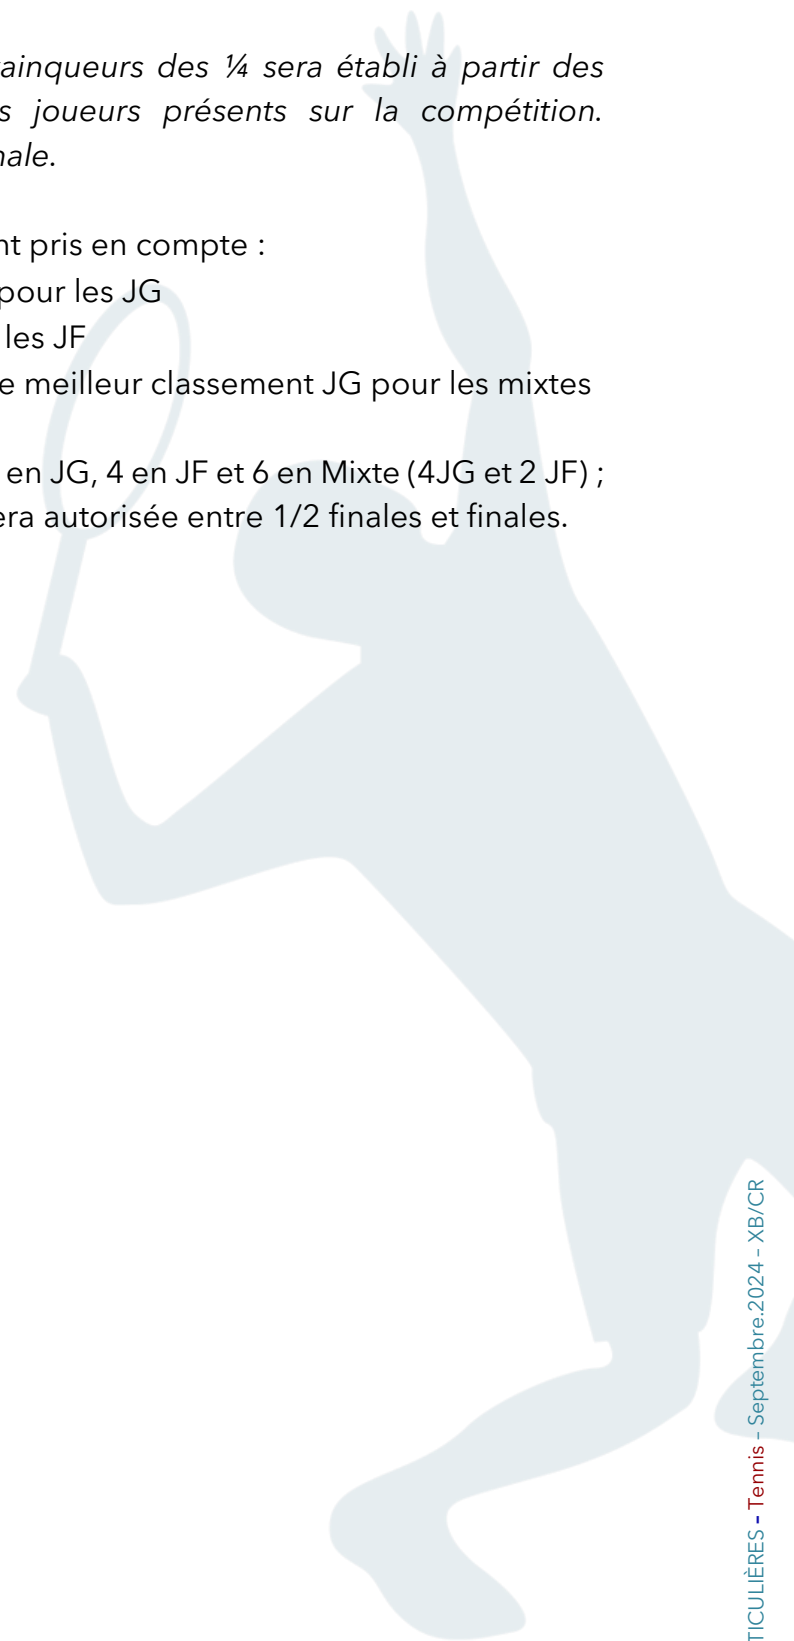 ainqueurs des ¼ sera établi à partir des
s joueurs présents sur la compétition.
nale.
nt pris en compte :
pour les JG
les JF
e meilleur classement JG pour les mixtes
en JG, 4 en JF et 6 en Mixte (4JG et 2 JF) ;
era autorisée entre 1/2 finales et finales.
TICULIÈRES – Tennis – Septembre.2024 – XB/CR